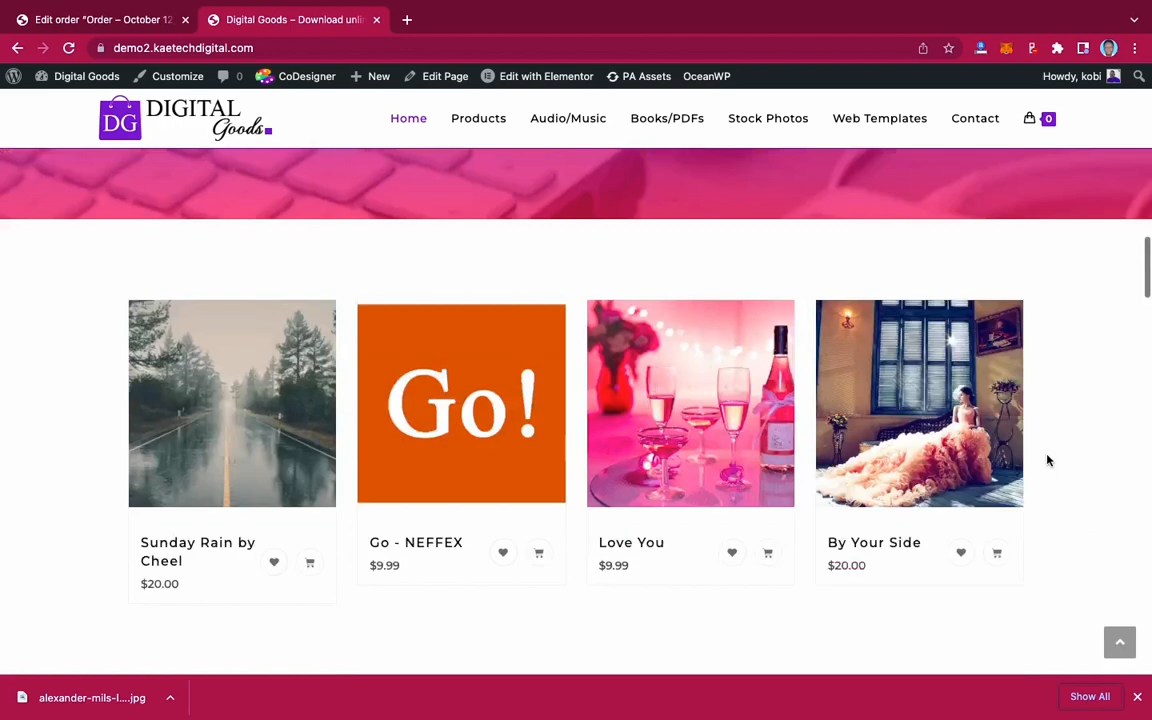 Edit order “Order – October 12
Digital Goods – Download unli
demo2.kaetechdigital.com
Digital Goods
Customize
0
CoDesigner
New
Edit Page
Edit with Elementor
PA Assets
OceanWP
Howdy, kobi
DG
DIGITAL
Goods
Home
Products
Audio/Music
Books/PDFs
Stock Photos
Web Templates
Contact
0
Go!
Sunday Rain by
Cheel
$20.00
Go - NEFFEX
$9.99
Love You
$9.99
By Your Side
$20.00
alexander-mils-l....jpg
Show All